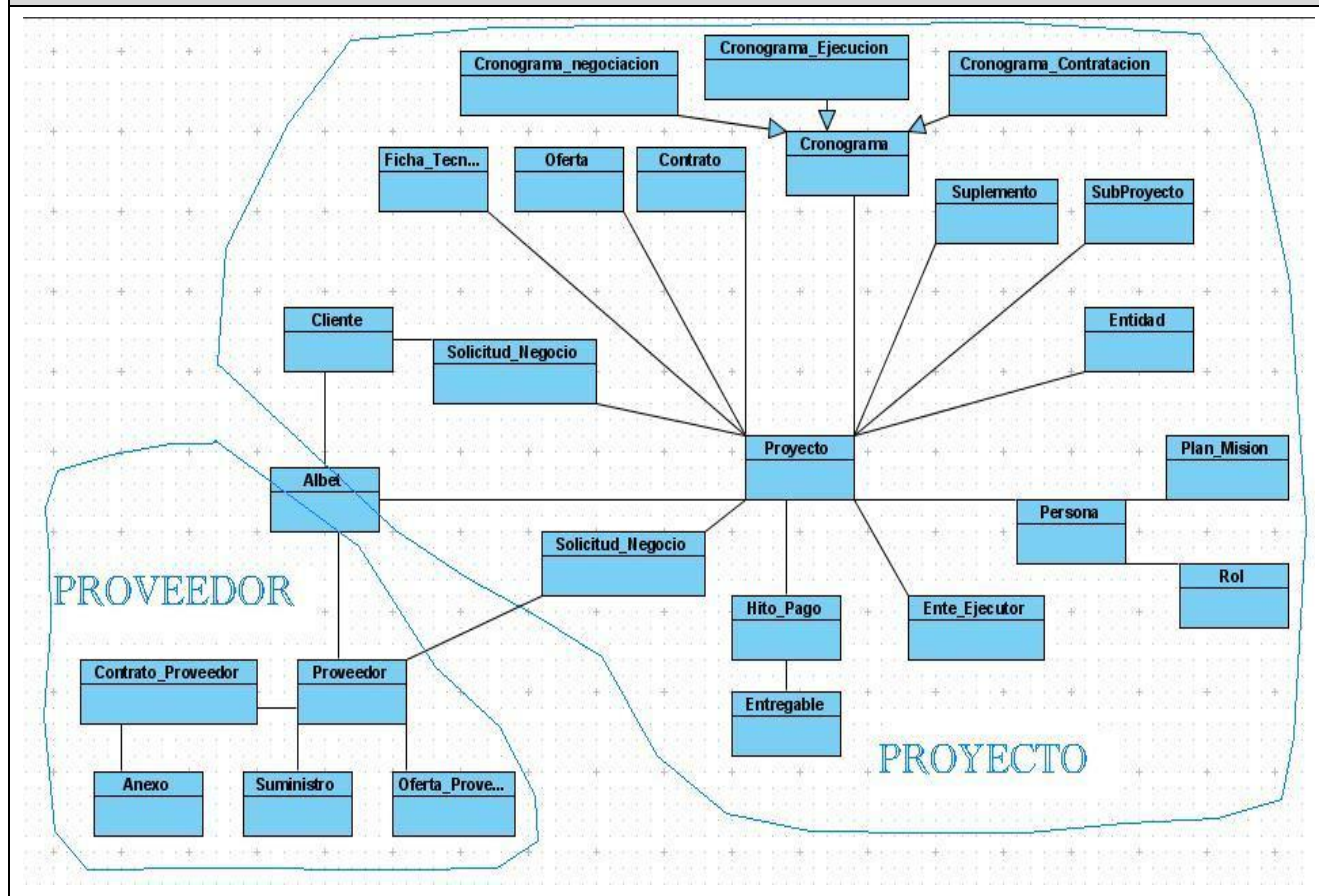 Cronograma_Ejecucion
Cronograma_negociacion
Cronograma_Contratacion
Cronograma
Ficha_Tecn...
Oferta
Contrato
Suplemento
SubProyecto
Cliente
Entidad
Solicitud_Negocio
Proyecto
Plan_Mision
Albet
Persona
Solicitud_Negocio
Rol
PROVEEDOR
Hito_Pago
Ente_Ejecutor
Contrato_Proveedor
Proveedor
Entregable
PROYECTO
Anexo
Suministro
Oferta_Prove...